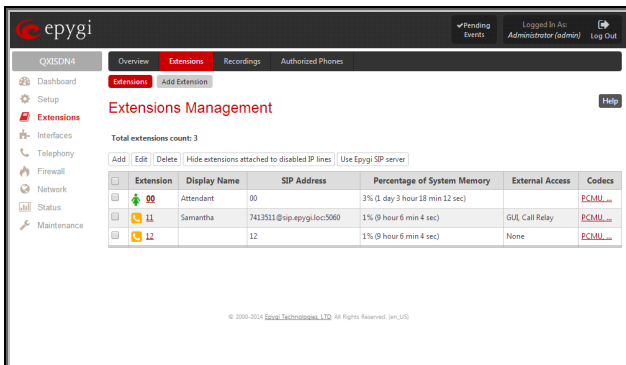 epygi
✔Pending Events
Logged In As: Administrator (admin)
Log Out
QXISDN4
Overview Extensions Recordings Authorized Phones
Dashboard
Setup
Extensions
Interfaces
Telephony
Firewall
Network
Status
Maintenance
Extensions Add Extension
Extensions Management
Help
Total extensions count: 3
Add Edit Delete Hide extensions attached to disabled IP lines Use Epygi SIP server
Extension Display Name SIP Address Percentage of System Memory External Access Codecs
00 Attendant 00 3% (1 day 3 hour 18 min 12 sec) PCMU, ...
11 Samantha 7413511@sip.epygi.loc:5060 1% (9 hour 6 min 4 sec) GUI, Call Relay PCMU, ...
12 12 1% (9 hour 6 min 4 sec) None PCMU, ...
© 2000-2014 Epygi Technologies, LTD. All Rights Reserved. (en_US)